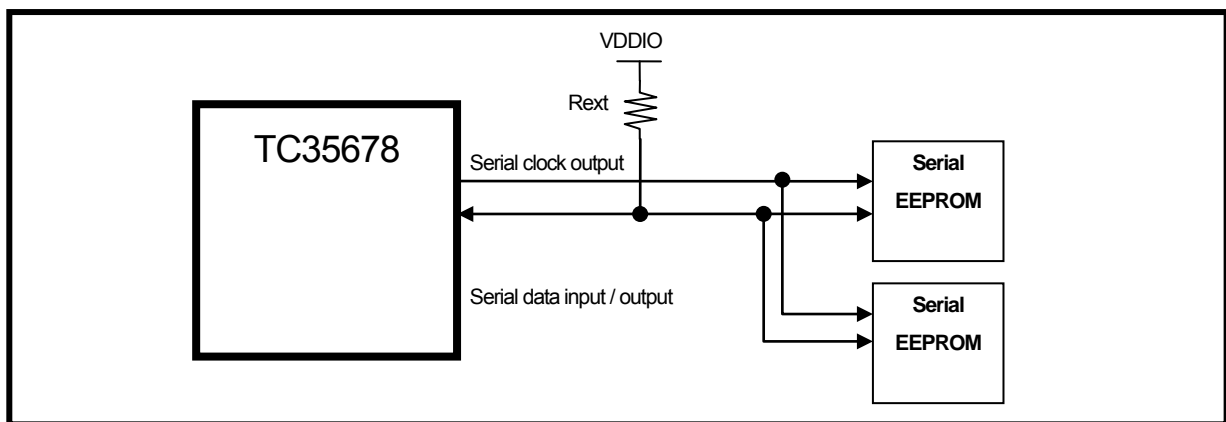 VDDIO
Rext
TC35678
Serial clock output
Serial
EEPROM
Serial data input / output
Serial
EEPROM